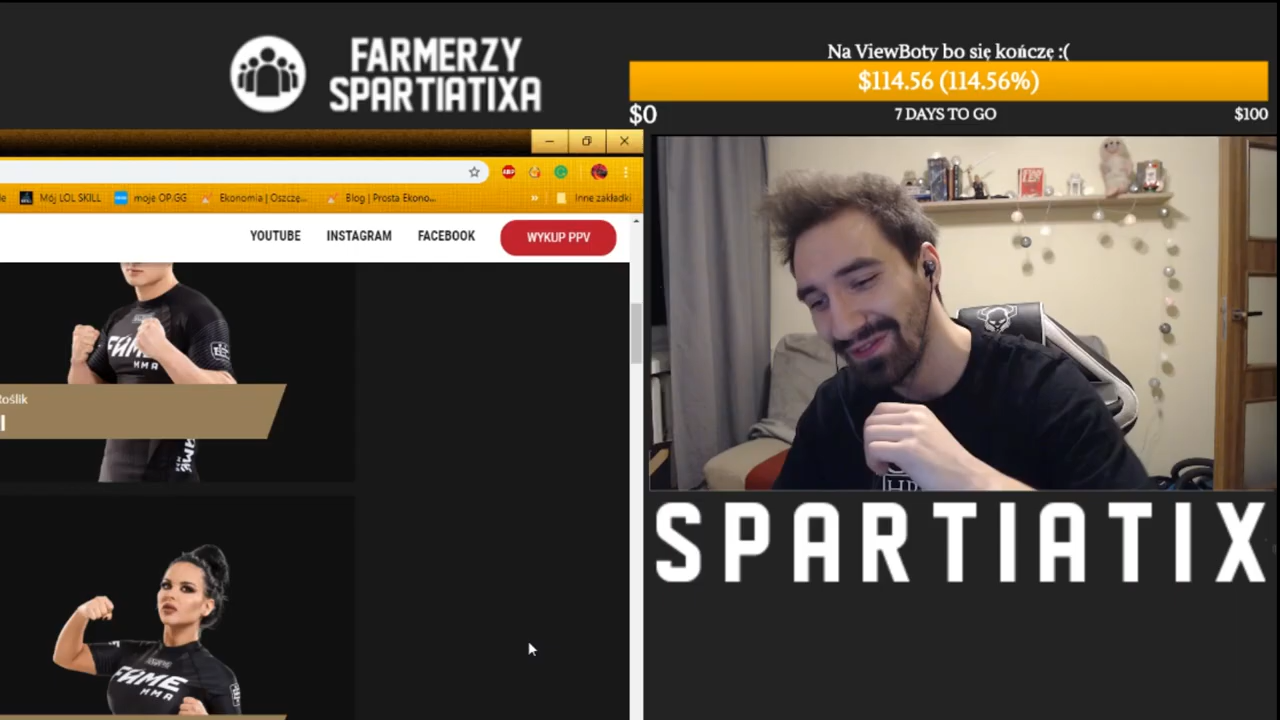 FARMERZY
SPARTIATIXA
Na ViewBoty bo się kończę :(
$114.56 (114.56%)
$0
7 DAYS TO GO
$100
ABP
Mój LOL SKILL
moje OP.GG
Ekonomia | Oszczę...
Blog | Prosta Ekono...
»
Inne zakładki
YOUTUBE
INSTAGRAM
FACEBOOK
WYKUP PPV
FAME
MMA
FAME
MMA
SPARTIATIX